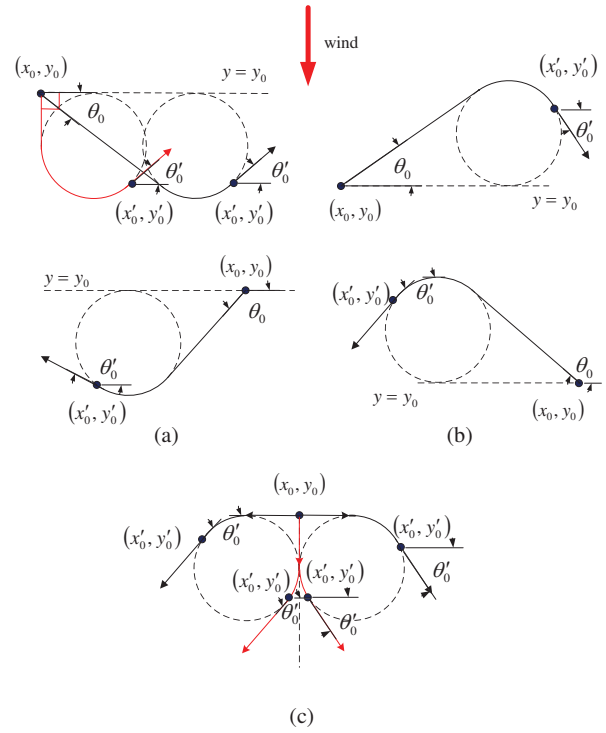 wind
(x₀, y₀)
y = y₀
θ₀
θ′₀
θ′₀
(x′₀, y′₀)
(x′₀, y′₀)
(x′₀, y′₀)
θ′₀
θ₀
(x₀, y₀)
y = y₀
(x₀, y₀)
y = y₀
θ₀
θ′₀
(x′₀, y′₀)
(a)
(x′₀, y′₀)
θ′₀
θ₀
y = y₀
(x₀, y₀)
(b)
(x₀, y₀)
(x′₀, y′₀)
θ′₀
(x′₀, y′₀)
(x′₀, y′₀)
(x′₀, y′₀)
θ′₀
θ′₀
θ′₀
(c)